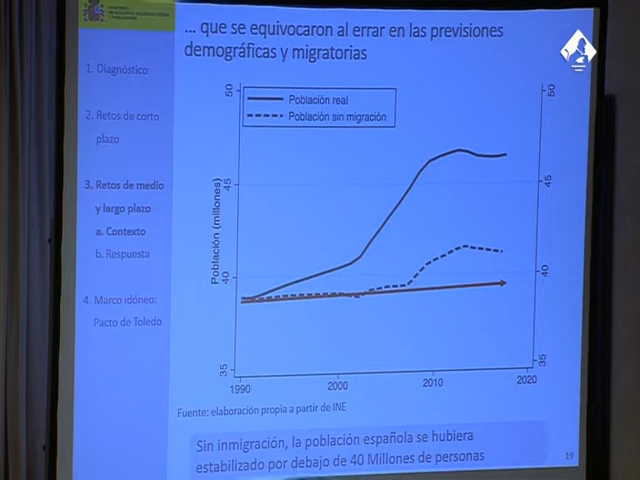 ... que se equivocaron al errar en las previsiones
demográficas y migratorias
1. Diagnóstico
2. Retos de corto
plazo
3. Retos de medio
y largo plazo
a. Contexto
b. Respuesta
4. Marco idóneo:
Pacto de Toledo
Población real
Población sin migración
Población (millones)
50
45
40
35
50
45
40
35
1990
2000
2010
2020
Fuente: elaboración propia a partir de INE
Sin inmigración, la población española se hubiera
estabilizado por debajo de 40 Millones de personas
19